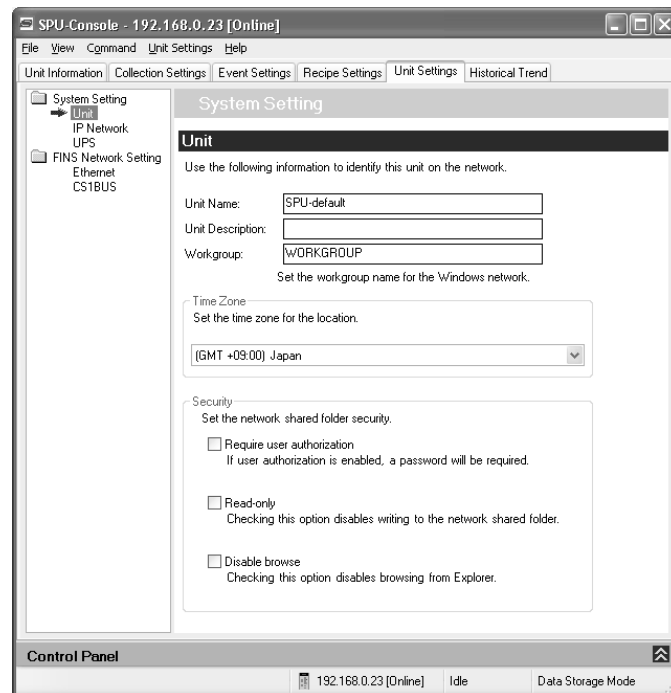 SPU-Console - 192.168.0.23 [Online]
File View Command Unit Settings Help
Unit Information Collection Settings Event Settings Recipe Settings Unit Settings Historical Trend
System Setting
Unit
IP Network
UPS
FINS Network Setting
Ethernet
CS1BUS
System Setting
Unit
Use the following information to identify this unit on the network.
Unit Name: SPU-default
Unit Description:
Workgroup: WORKGROUP
Set the workgroup name for the Windows network.
Time Zone
Set the time zone for the location.
(GMT +09:00) Japan
Security
Set the network shared folder security.
Require user authorization
If user authorization is enabled, a password will be required.
Read-only
Checking this option disables writing to the network shared folder.
Disable browse
Checking this option disables browsing from Explorer.
Control Panel
192.168.0.23 [Online] Idle Data Storage Mode